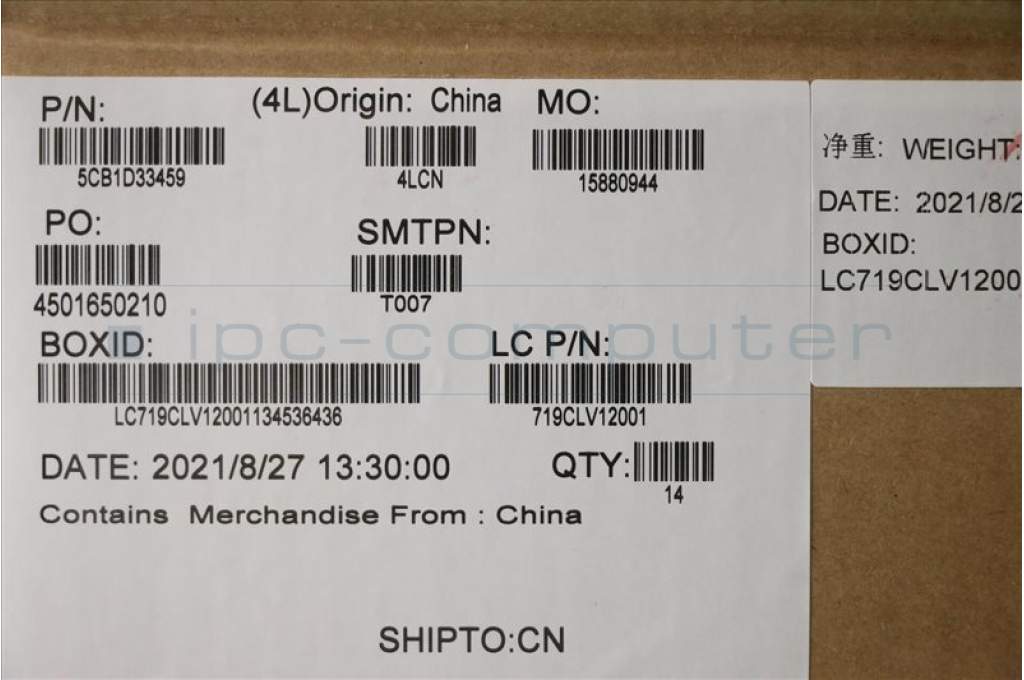 P/N:
5CB1D33459
(4L)Origin: China
4LCN
MO:
15880944
PO:
4501650210
SMTPN:
T007
BOXID:
LC719CLV12001134536436
LC P/N:
719CLV12001
DATE: 2021/8/27 13:30:00
QTY:
14
Contains Merchandise From : China
SHIPTO:CN
净重: WEIGHT:
DATE: 2021/8/2
BOXID:
LC719CLV1200
ipc-computer